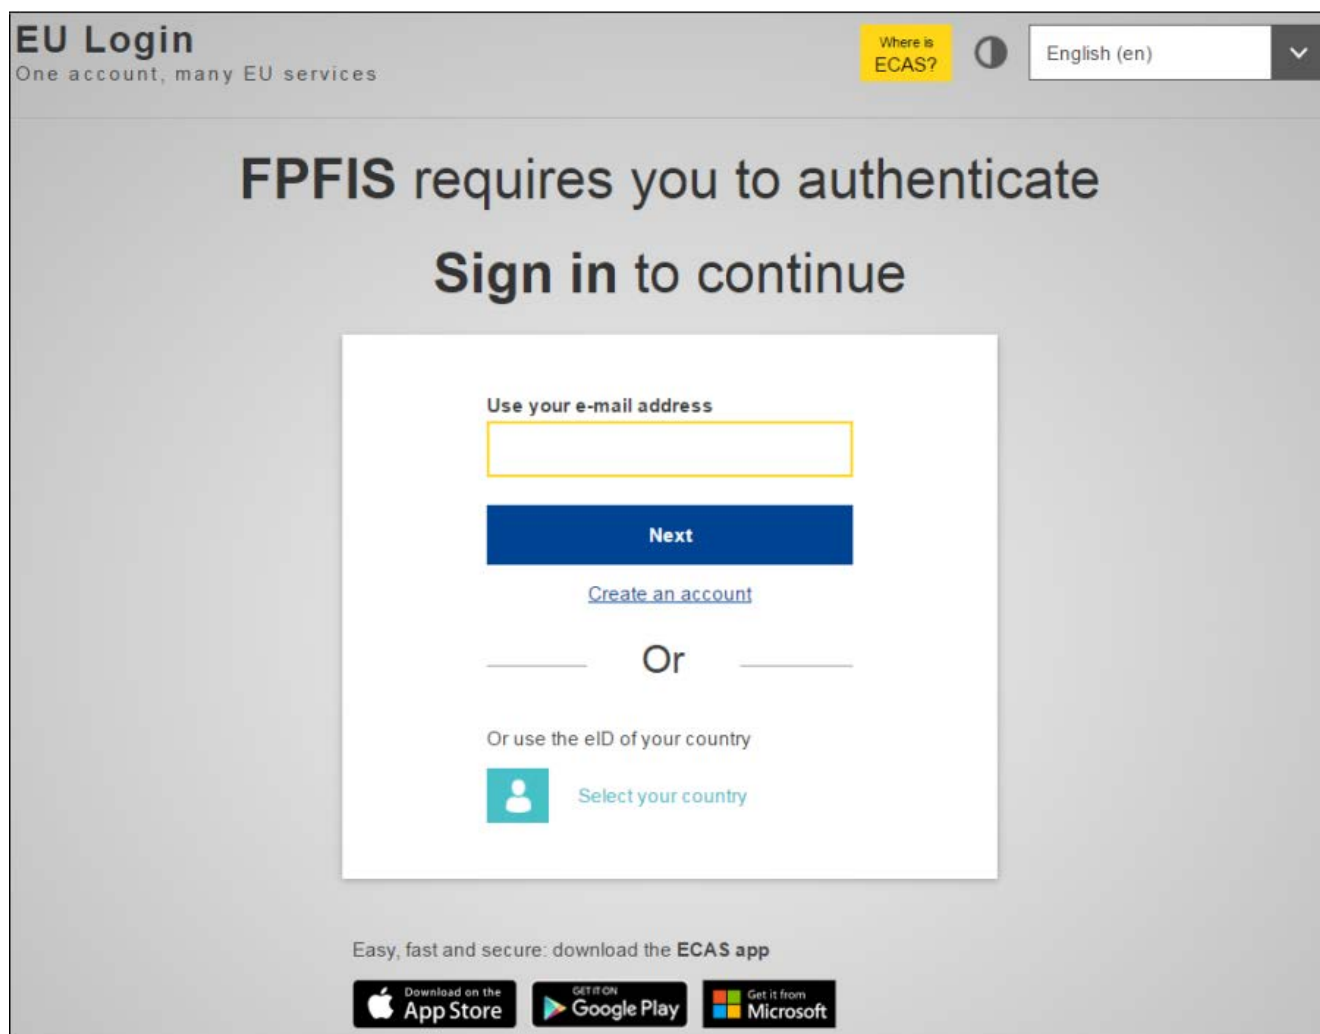 EU Login
One account, many EU services
Where is
ECAS?
English (en)
FPFIS requires you to authenticate
Sign in to continue
Use your e-mail address
Next
Create an account
Or
Or use the eID of your country
Select your country
Easy, fast and secure: download the ECAS app
Download on the
App Store
GET IT ON
Google Play
Get it from
Microsoft